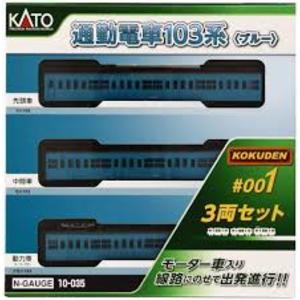 KATO
通勤電車103系〈ブルー〉
先頭車
中間車
動力車
KOKUDEN
#001
3両セット
モーター車入り
線路にのせて出発進行!!
N-GAUGE 10-035